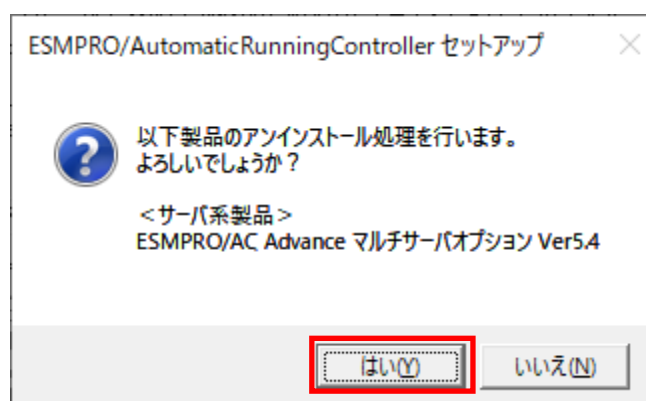 ESMPRO/AutomaticRunningController セットアップ
以下製品のアンインストール処理を行います。
よろしいでしょうか？
＜サーバ系製品＞
ESMPRO/AC Advance マルチサーバオプション Ver5.4
はい(Y)
いいえ(N)